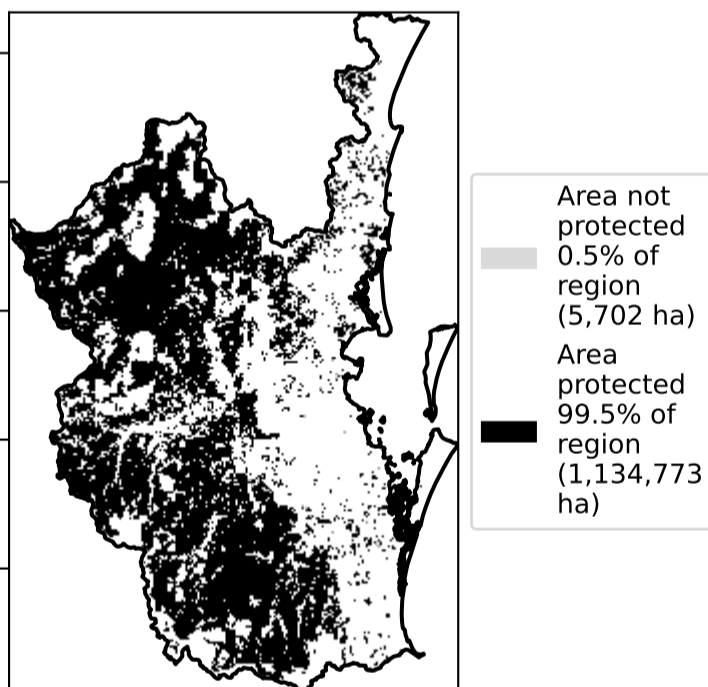 Area not
protected
0.5% of
region
(5,702 ha)
Area
protected
99.5% of
region
(1,134,773
ha)